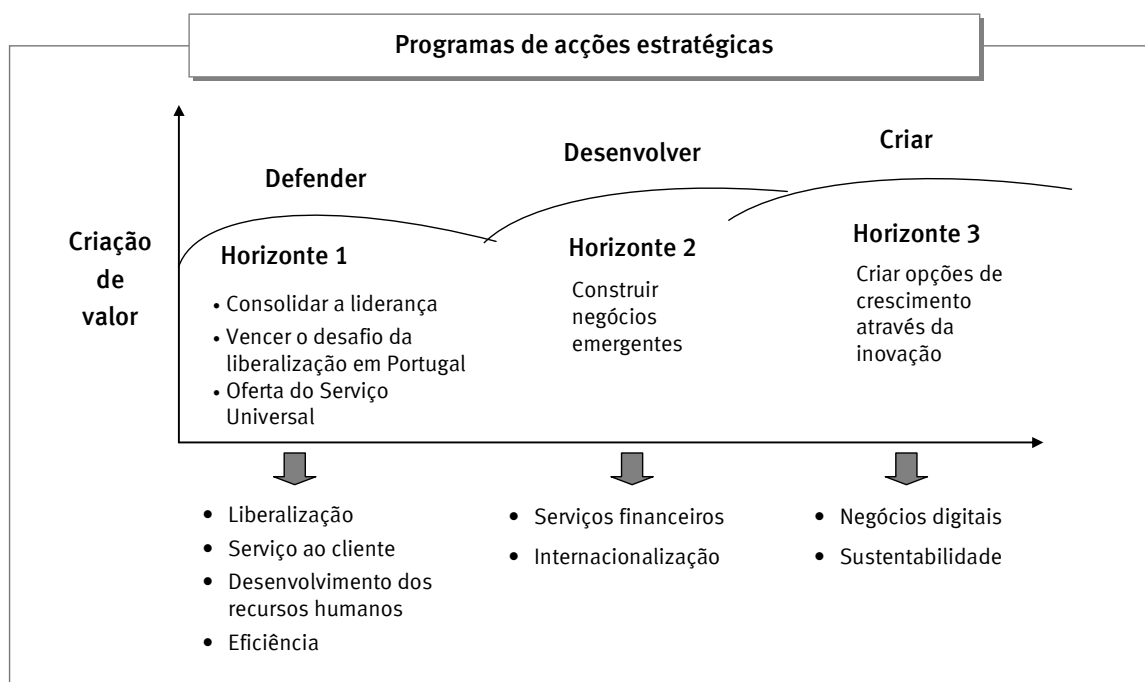 Programas de acções estratégicas
Criação
de
valor
Defender
Horizonte 1
• Consolidar a liderança
• Vencer o desafio da
liberalização em Portugal
• Oferta do Serviço
Universal
Desenvolver
Horizonte 2
Construir
negócios
emergentes
Criar
Horizonte 3
Criar opções de
crescimento
através da
inovação
• Liberalização
• Serviço ao cliente
• Desenvolvimento dos
recursos humanos
• Eficiência
• Serviços financeiros
• Internacionalização
• Negócios digitais
• Sustentabilidade